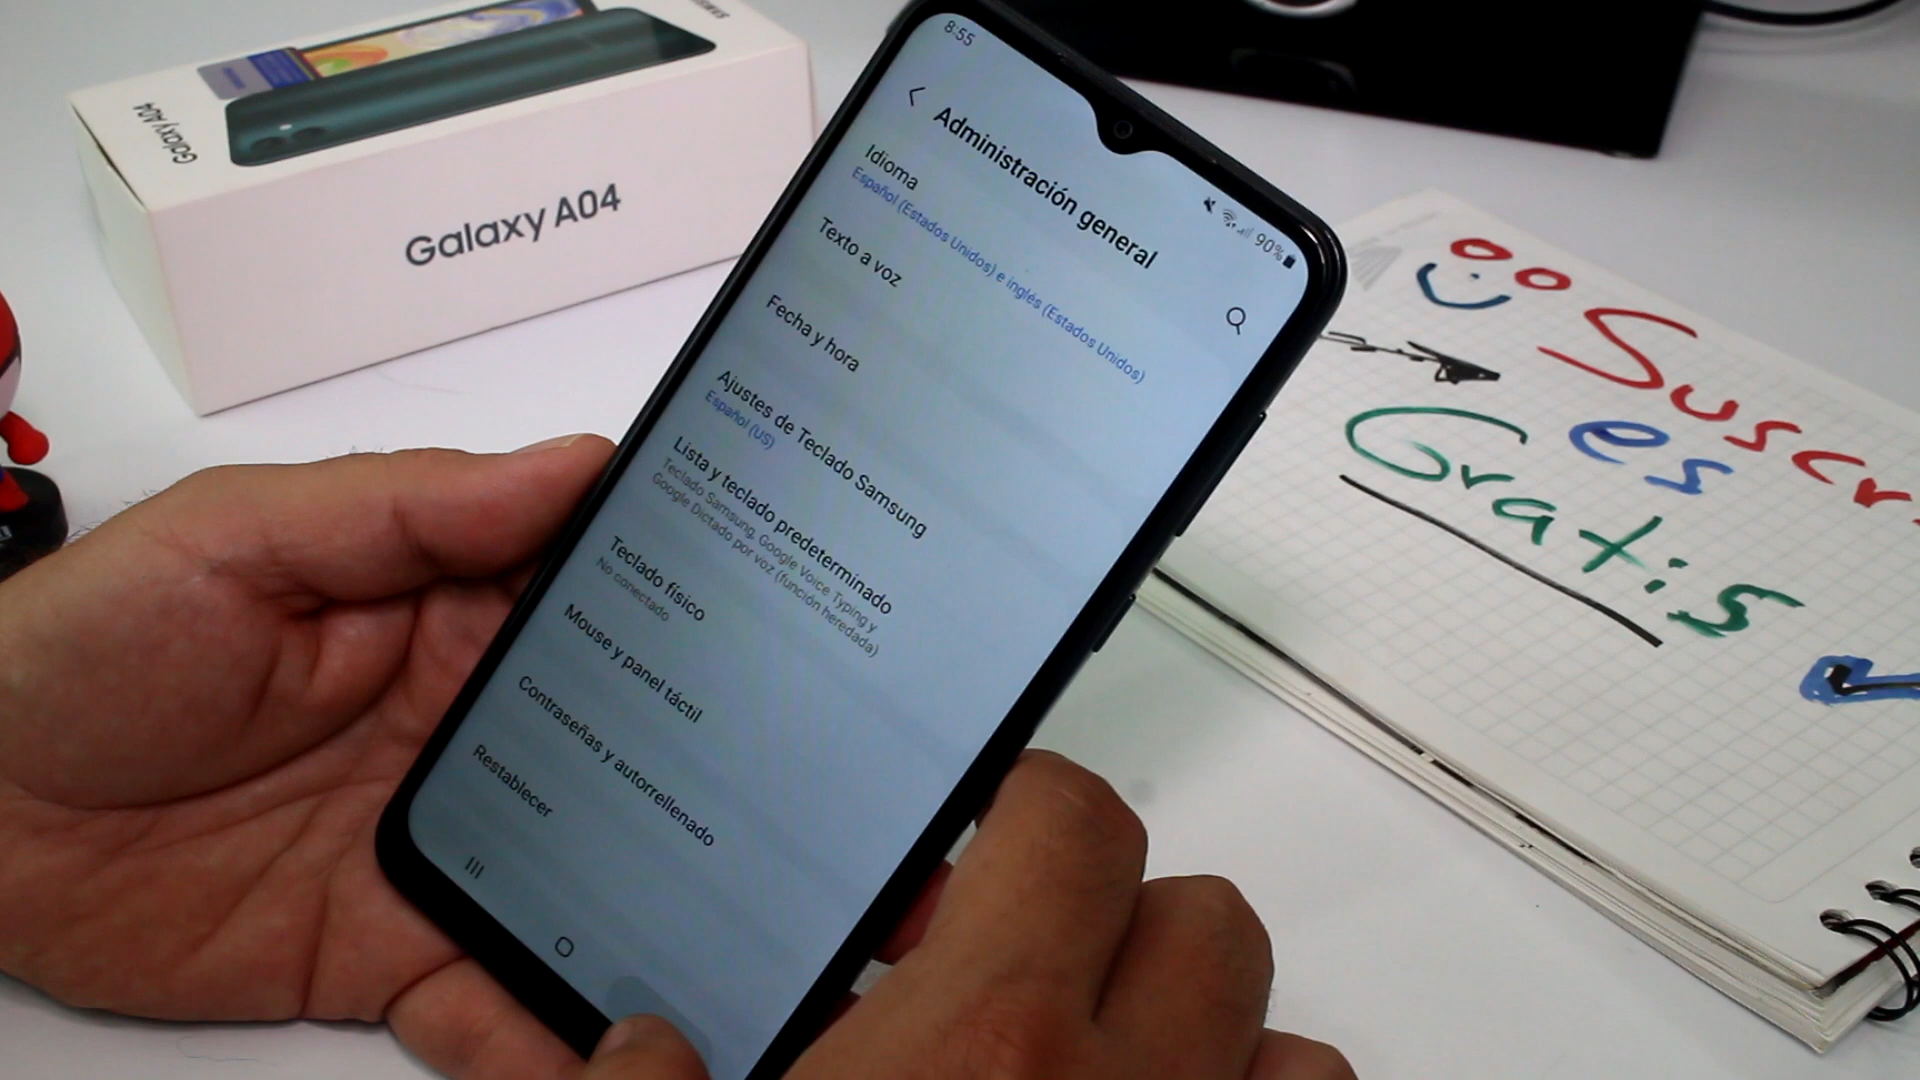 SAMSUNG
Galaxy A04
Galaxy A04
8:55
90%
Administración general
Idioma
Español (Estados Unidos) e inglés (Estados Unidos)
Texto a voz
Fecha y hora
Ajustes de Teclado Samsung
Español (US)
Lista y teclado predeterminado
Teclado Samsung, Google Voice Typing y
Google Dictado por voz (función heredada)
Teclado físico
No conectado
Mouse y panel táctil
Contraseñas y autorrellenado
Restablecer
Suscr
es
Gratis